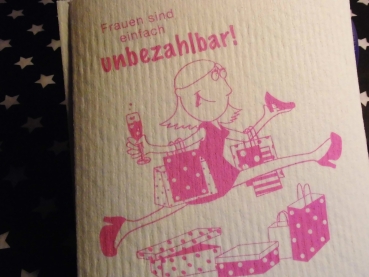 Frauen sind
einfach
unbezahlbar!